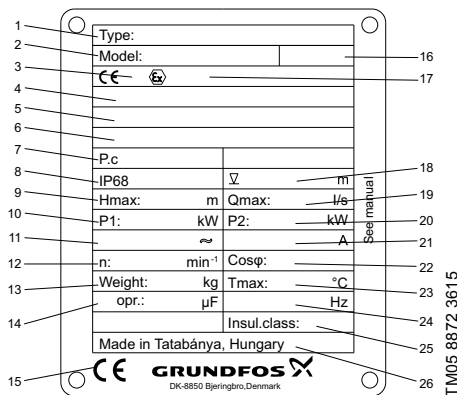 1 Type:
2 Model: 16
3 CE Ex 17
4
5
6
7 P.c
8 IP68 m 18
9 Hmax: m Qmax: l/s 19
10 P1: kW P2: kW 20
11 ≈ A 21
12 n: min⁻¹ Cosφ: 22
13 Weight: kg Tmax: °C 23
14 opr.: µF Hz 24
Insul.class: 25
Made in Tatabánya, Hungary 26
15 CE GRUNDFOS X
DK-8850 Bjeringbro,Denmark
See manual
TM05 8872 3615